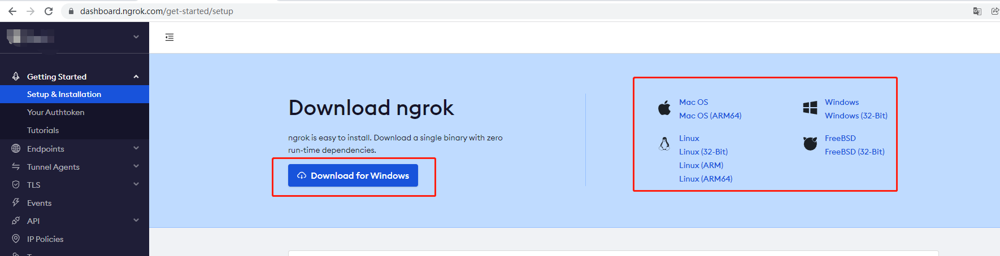 dashboard.ngrok.com/get-started/setup
Getting Started
Setup & Installation
Your Authtoken
Tutorials
Endpoints
Tunnel Agents
TLS
Events
API
IP Policies
Download ngrok
ngrok is easy to install. Download a single binary with zero
run-time dependencies.
Download for Windows
Mac OS
Mac OS (ARM64)
Linux
Linux (32-Bit)
Linux (ARM)
Linux (ARM64)
Windows
Windows (32-Bit)
FreeBSD
FreeBSD (32-Bit)